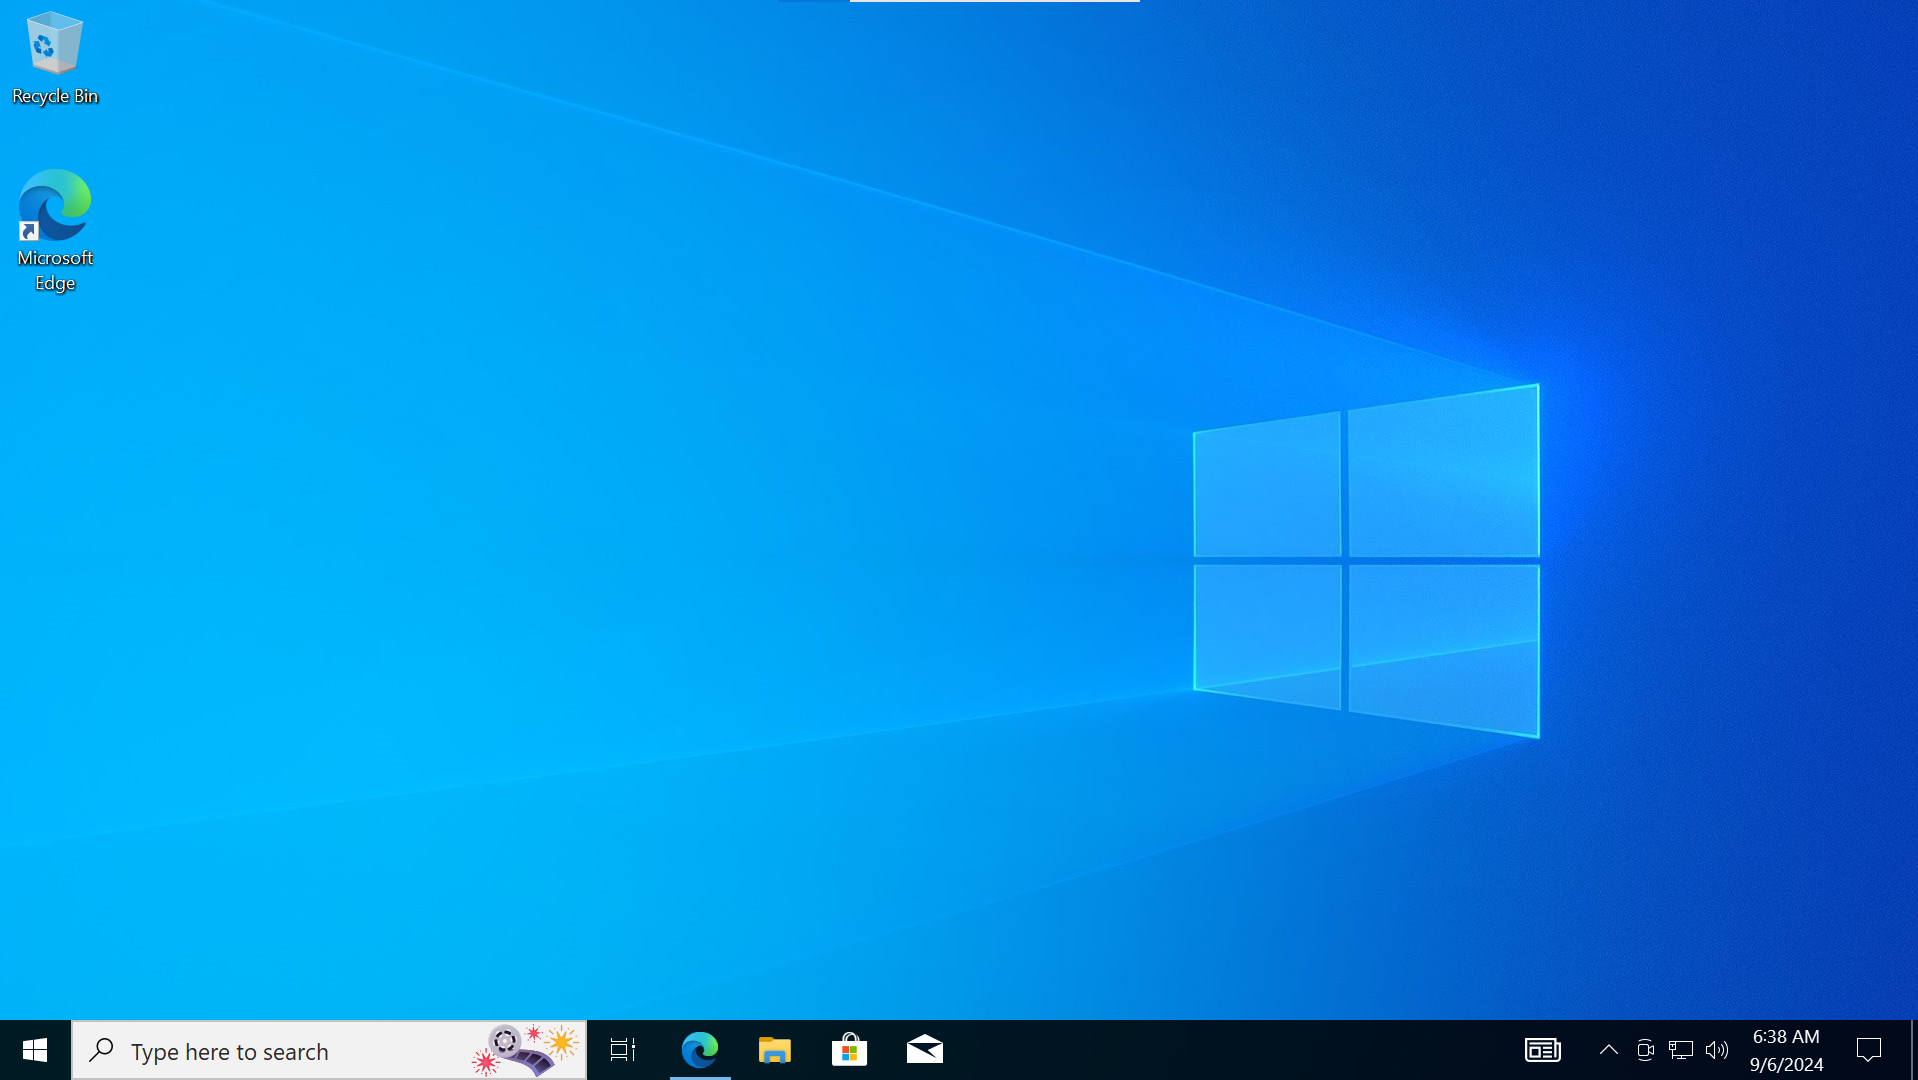 Recycle Bin
Microsoft
Edge
Type here to search
6:38 AM
9/6/2024